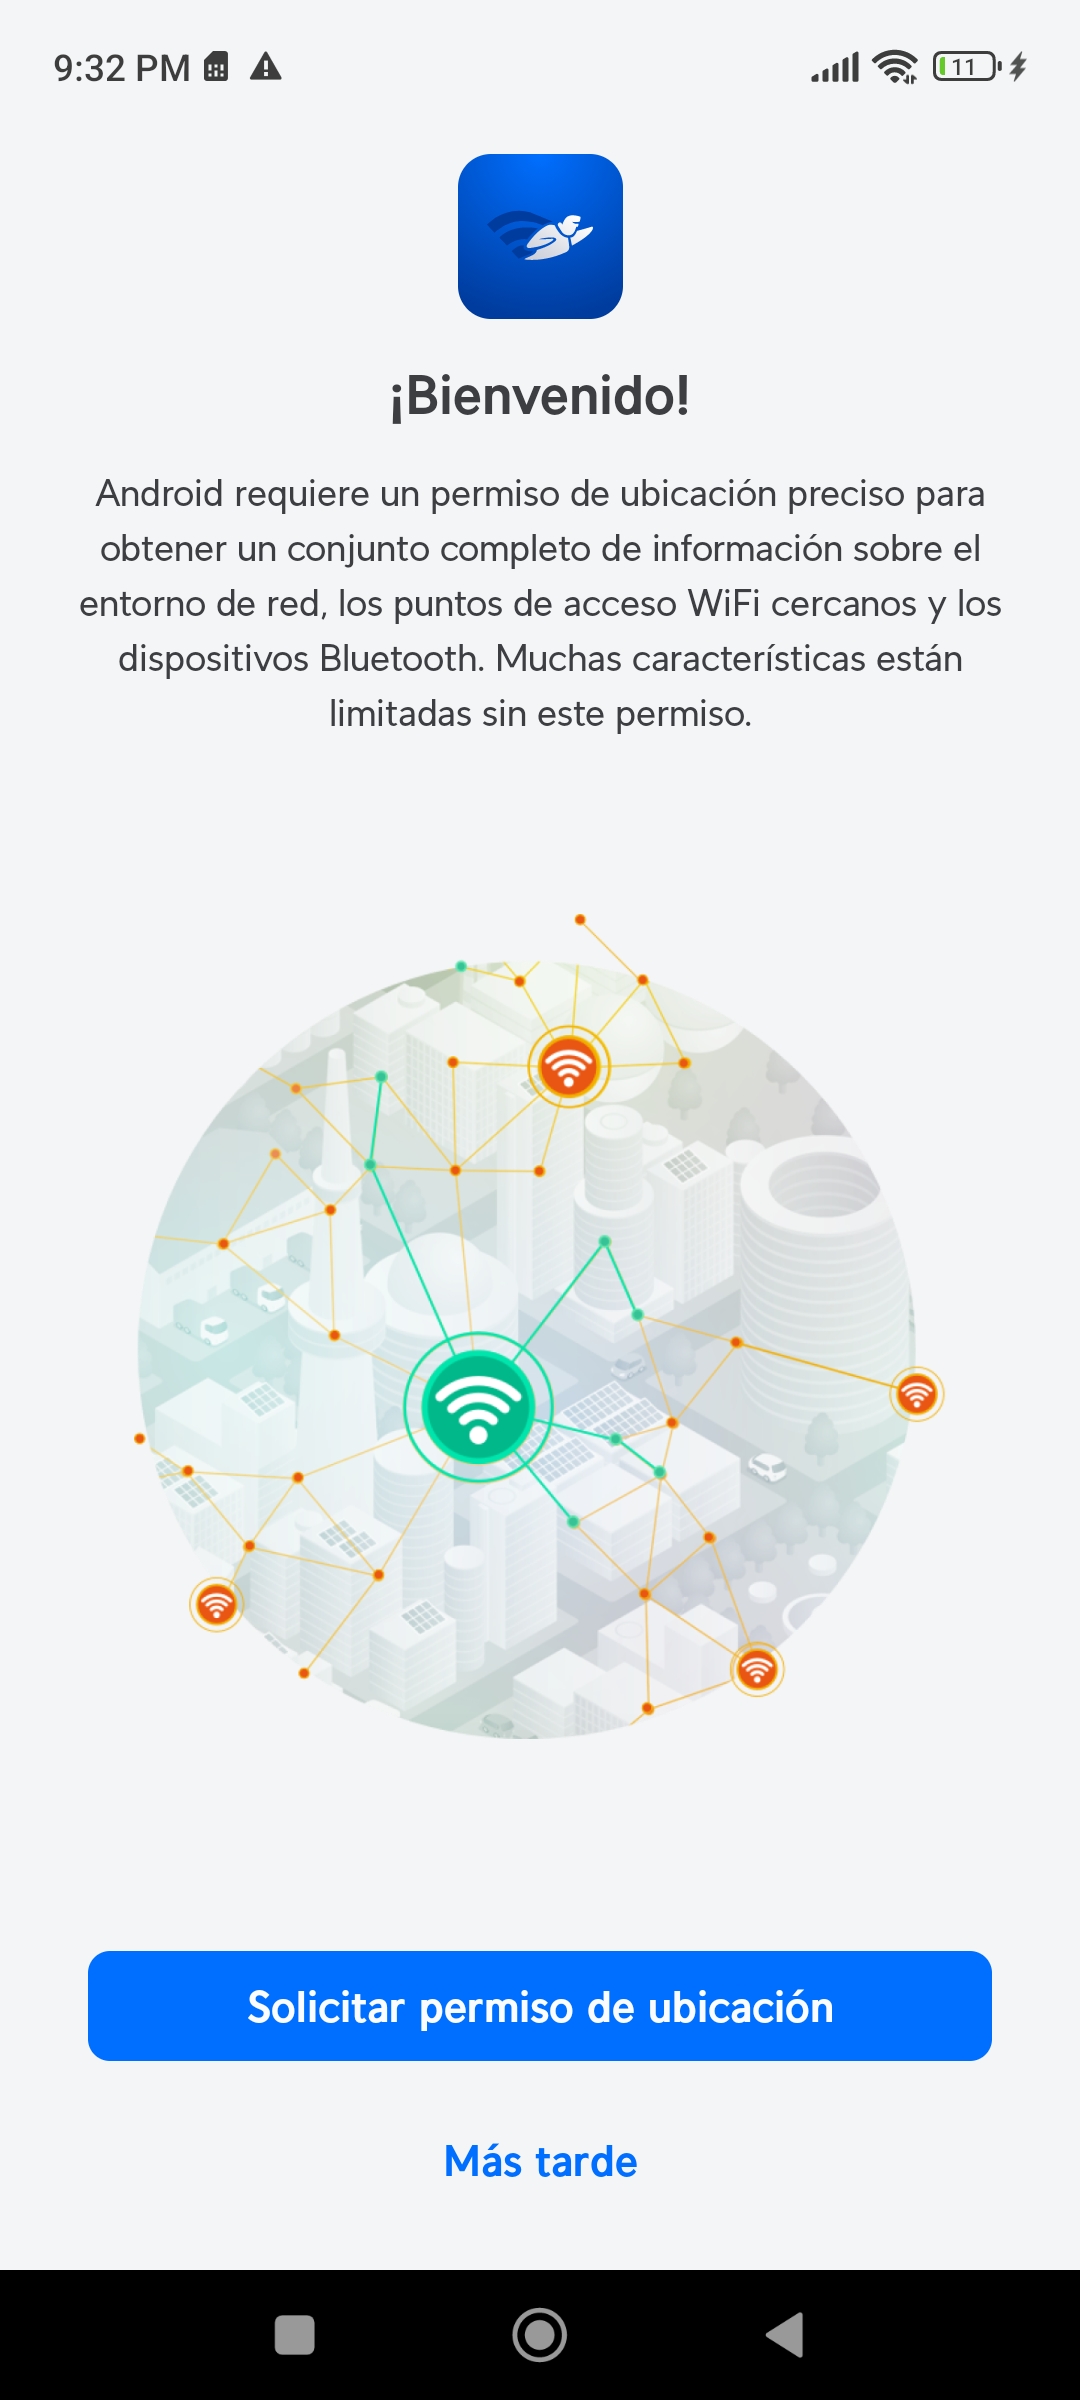 9:32 PM
11
¡Bienvenido!
Android requiere un permiso de ubicación preciso para
obtener un conjunto completo de información sobre el
entorno de red, los puntos de acceso WiFi cercanos y los
dispositivos Bluetooth. Muchas características están
limitadas sin este permiso.
Solicitar permiso de ubicación
Más tarde